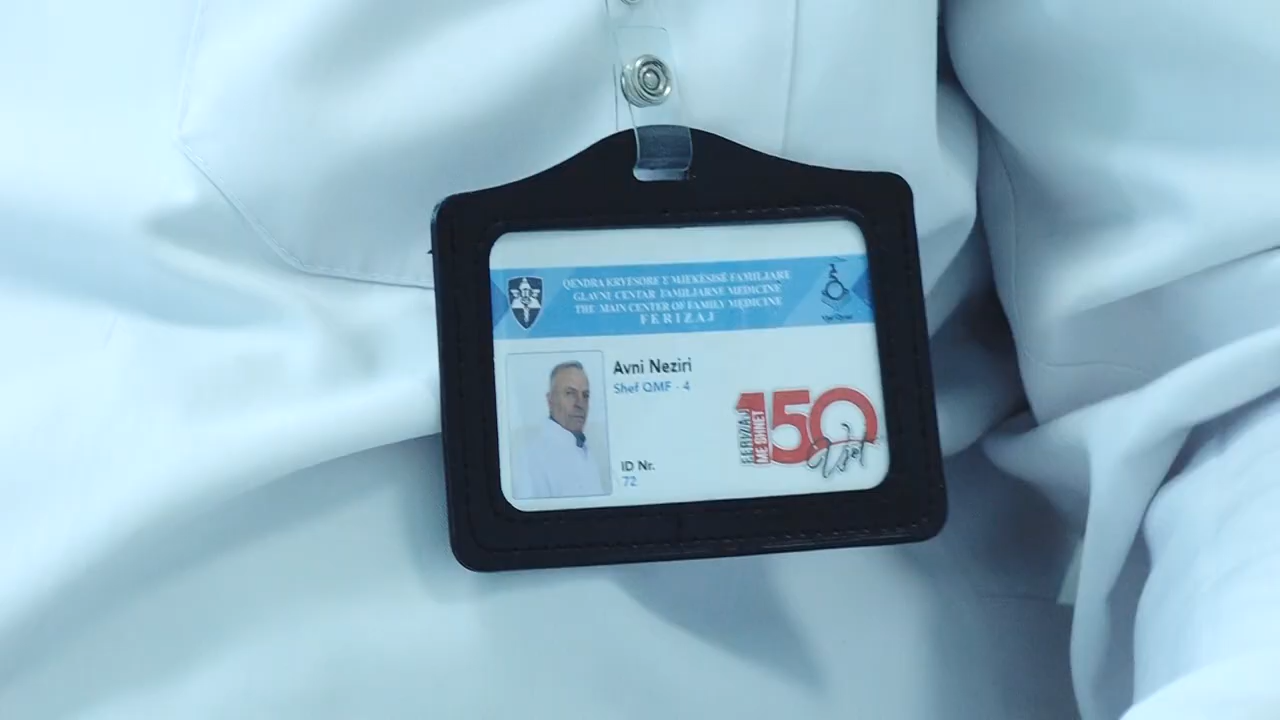 QENDRA KRYESORE E MJEKËSISË FAMILJARE
GLAVNI CENTAR FAMILJARNE MEDICINE
THE MAIN CENTER OF FAMILY MEDICINE
FERIZAJ
Avni Neziri
Shef QMF - 4
ID Nr.
72
FERIZAJ
ME SHNET
150
Vjet